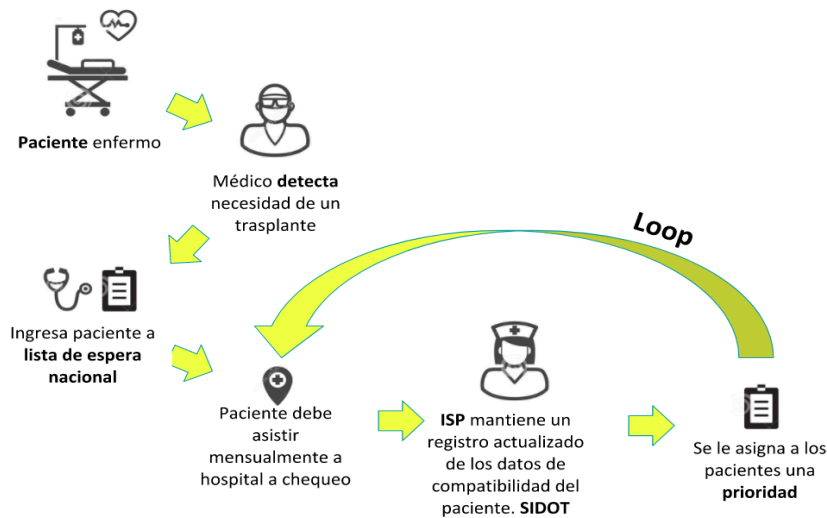 Paciente enfermo
Médico detecta
necesidad de un
trasplante
Ingresa paciente a
lista de espera
nacional
Paciente debe
asistir
mensualmente a
hospital a chequeo
ISP mantiene un
registro actualizado
de los datos de
compatibilidad del
paciente. SIDOT
Se le asigna a los
pacientes una
prioridad
Loop